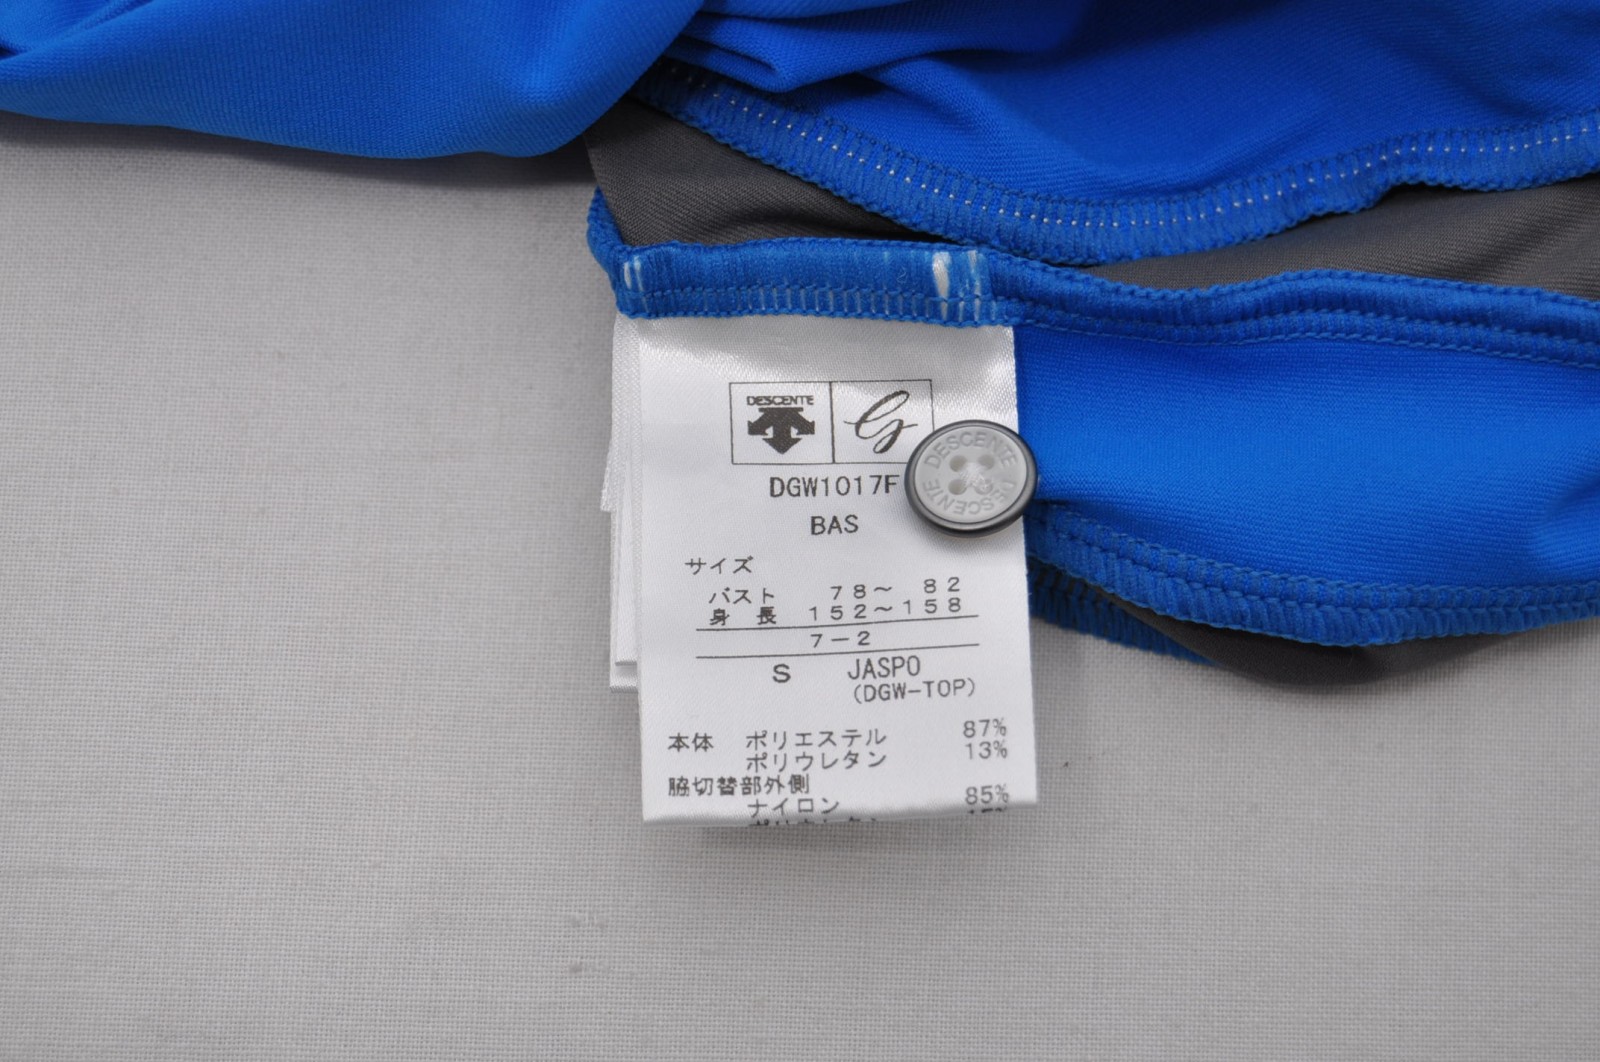 DESCENTE
G
DGW1017F
DESCENTE DESCENTE
BAS
サイズ
バスト 78～ 82
身 長 152～158
7－2
S JASPO
(DGW-TOP)
本体 ポリエステル 87%
ポリウレタン 13%
脇切替部外側
ナイロン 85%